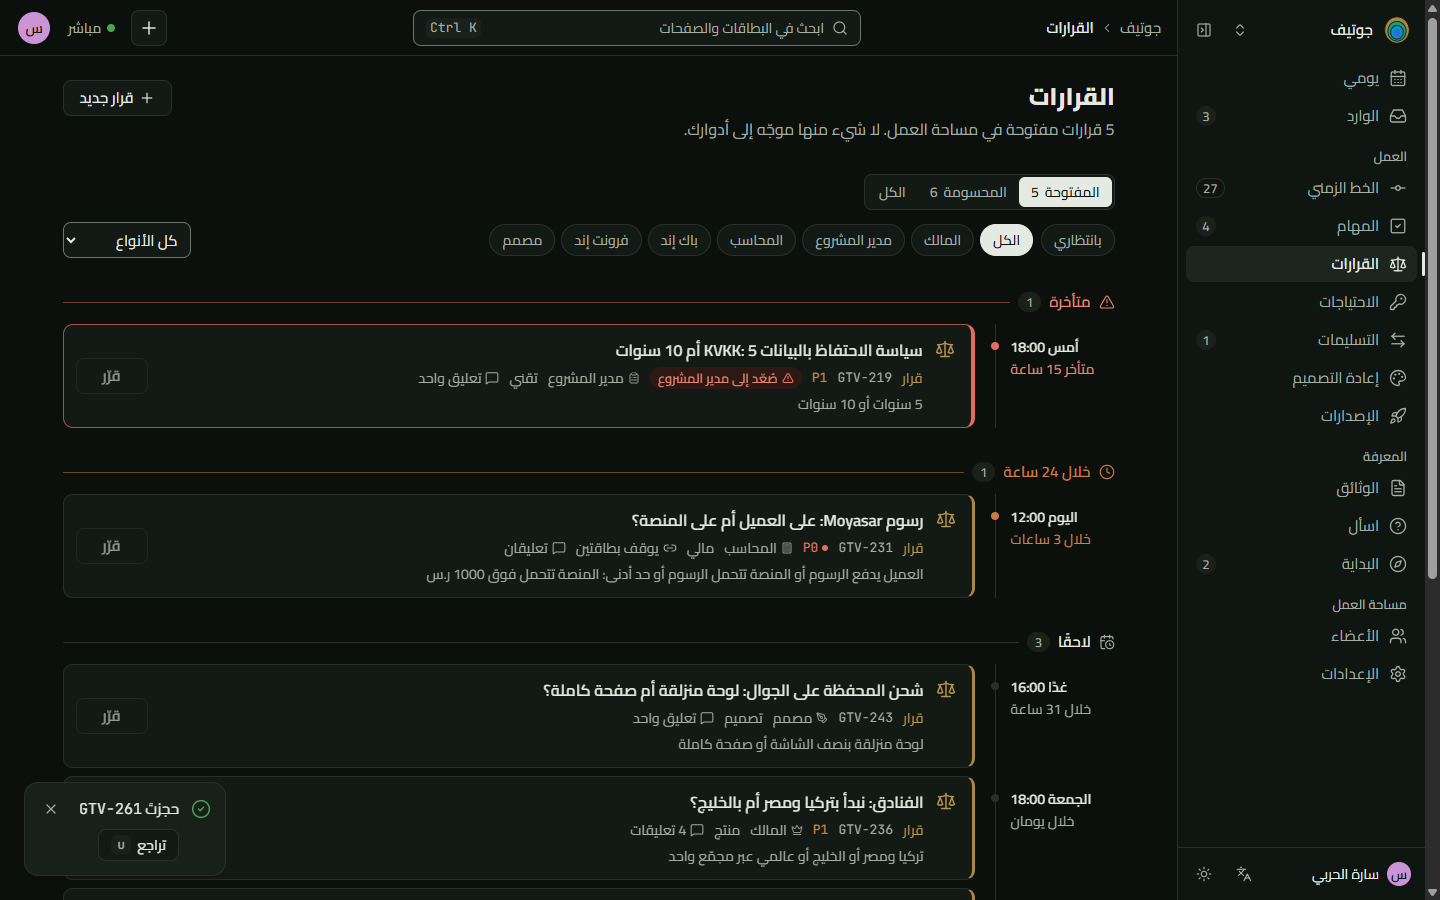 جوتيف
يومي
الوارد 3
العمل
الخط الزمني 27
المهام 4
القرارات
الاحتياجات
التسليمات 1
إعادة التصميم
الإصدارات
المعرفة
الوثائق
اسأل
البداية 2
مساحة العمل
الأعضاء
الإعدادات
سارة الحربي س
جوتيف القرارات
ابحث في البطاقات والصفحات Ctrl K
مباشر س
القرارات
قرار جديد
5 قرارات مفتوحة في مساحة العمل. لا شيء منها موجّه إلى أدوارك.
المفتوحة 5 المحسومة 6 الكل
بانتظاري الكل المالك مدير المشروع المحاسب باك إند فرونت إند مصمم
كل الأنواع
متأخرة 1
أمس 18:00
متأخر 15 ساعة
سياسة الاحتفاظ بالبيانات KVKK: 5 أم 10 سنوات
قرار GTV-219 P1 صُعّد إلى مدير المشروع مدير المشروع تقني تعليق واحد
5 سنوات أو 10 سنوات
قرّر
خلال 24 ساعة 1
اليوم 12:00
خلال 3 ساعات
رسوم Moyasar: على العميل أم على المنصة؟
قرار GTV-231 P0 المحاسب مالي يوقف بطاقتين تعليقان
العميل يدفع الرسوم أو المنصة تتحمل الرسوم أو حد أدنى: المنصة تتحمل فوق 1000 ر.س
قرّر
لاحقًا 3
غدًا 16:00
خلال 31 ساعة
شحن المحفظة على الجوال: لوحة منزلقة أم صفحة كاملة؟
قرار GTV-243 مصمم تصميم تعليق واحد
لوحة منزلقة بنصف الشاشة أو صفحة كاملة
قرّر
الجمعة 18:00
خلال يومان
الفنادق: نبدأ بتركيا ومصر أم بالخليج؟
قرار GTV-236 P1 المالك منتج 4 تعليقات
تركيا ومصر أو الخليج أو عالمي عبر مجمّع واحد
حجزت GTV-261
تراجع U